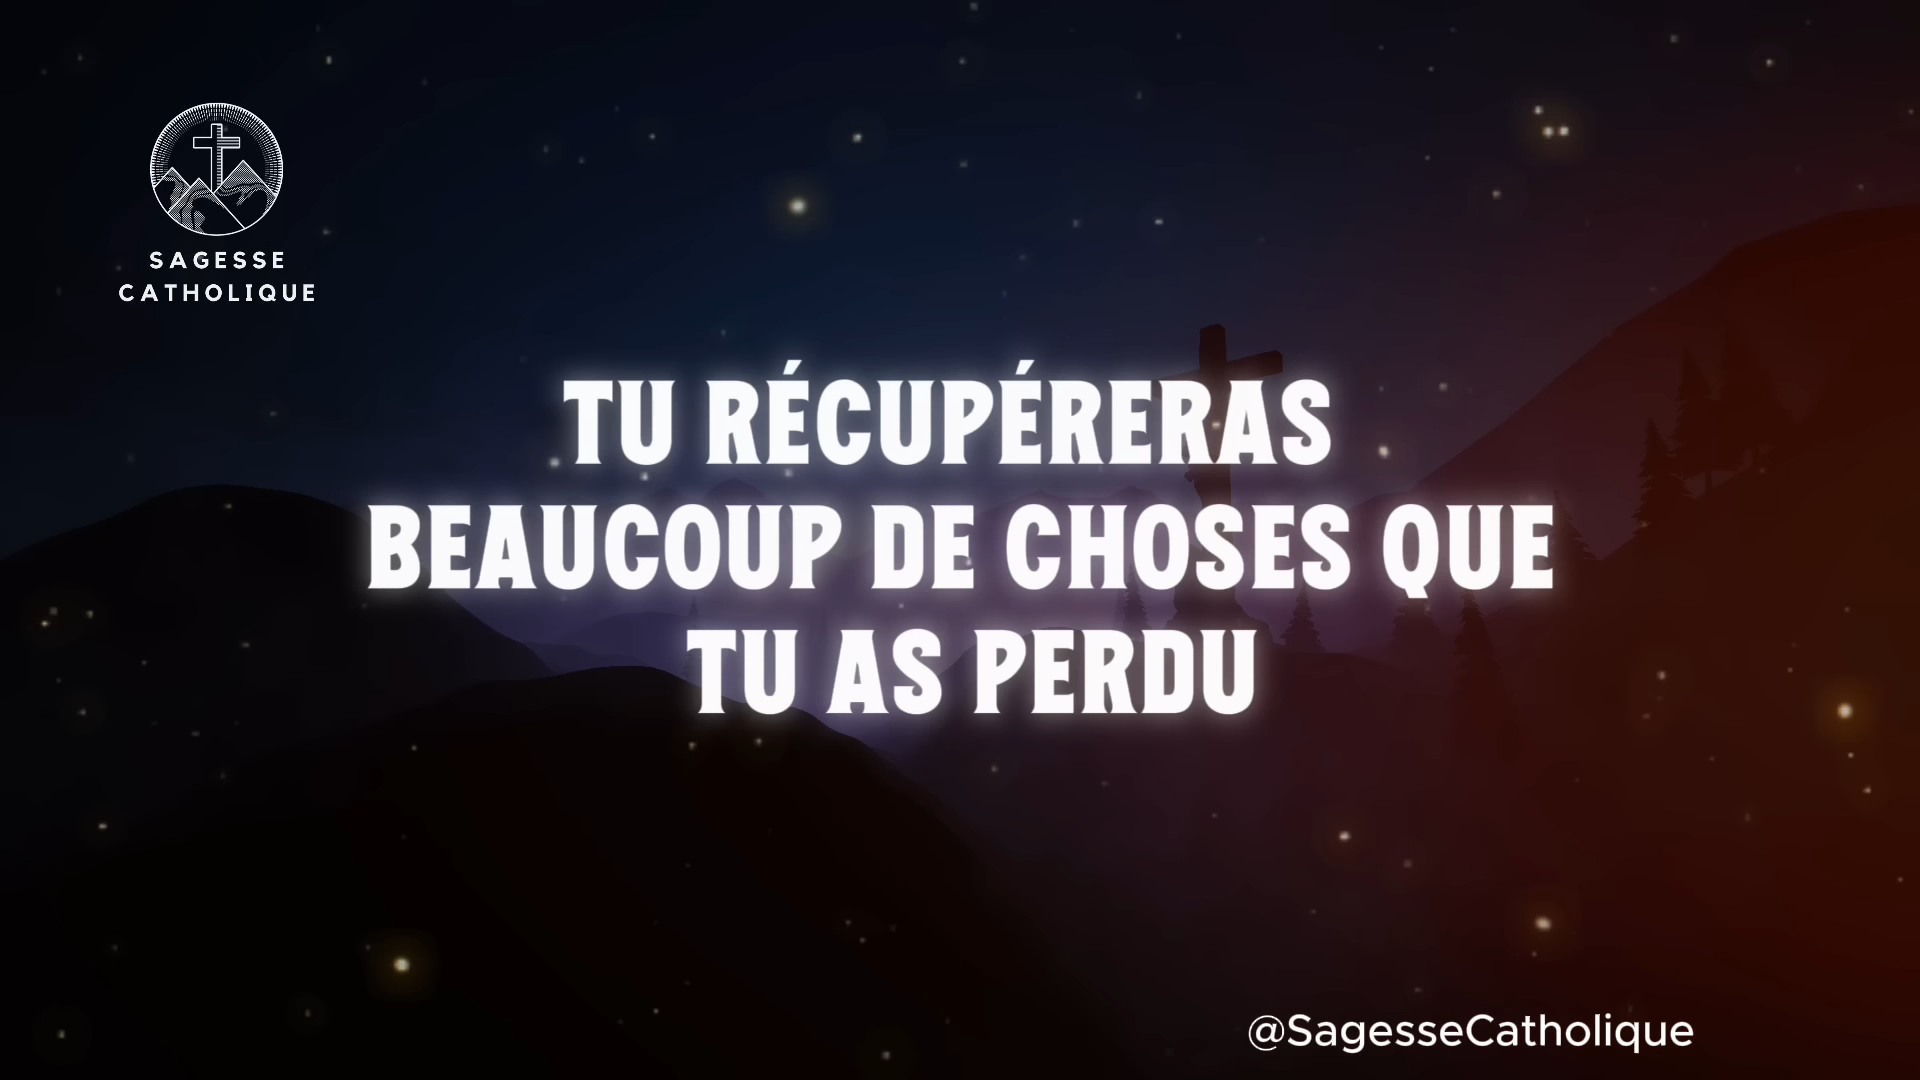 SAGESSE
CATHOLIQUE
TU RÉCUPÉRERAS
BEAUCOUP DE CHOSES QUE
TU AS PERDU
@SagesseCatholique